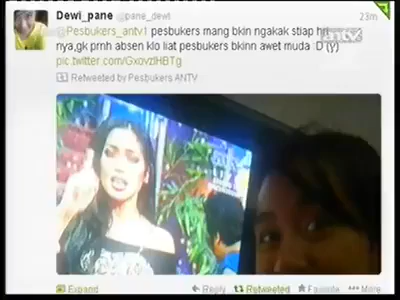 Dewi_pane @pane_dewi 23m
@Pesbukers_antv1 pesbukers mang bkin ngakak stiap
nya,gk prnh absen klo liat pesbukers bkinn awet muda :D (y)
pic.twitter.com/GxovzlHBTg
Retweeted by Pesbukers ANTV
antv
Expand Reply Retweeted Favorite More